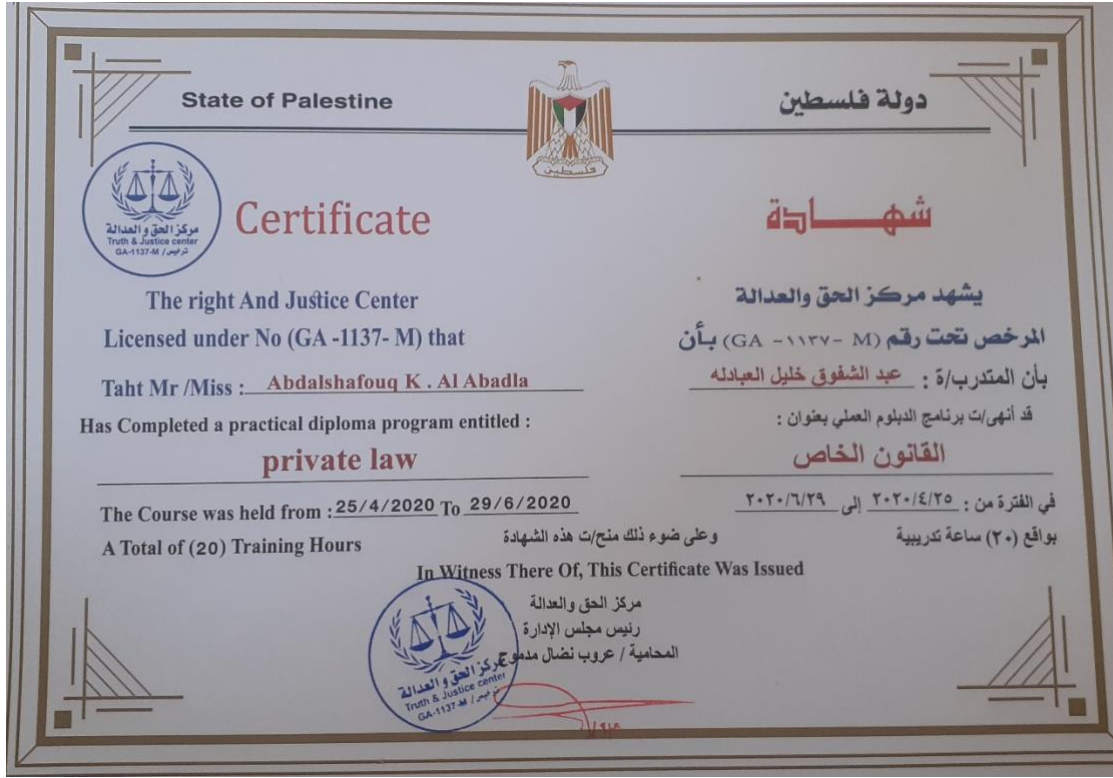 State of Palestine
دولة فلسطين
فلسطين
مركز الحق و العدالة
Truth & Justice center
GA-1137-M / ترخيص
Certificate
شهـــــادة
The right And Justice Center
يشهد مركز الحق والعدالة
Licensed under No (GA -1137- M) that
المرخص تحت رقم (GA -١١٣٧- M) بأن
Taht Mr /Miss : Abdalshafouq K . Al Abadla
بأن المتدرب/ة : عبد الشفوق خليل العبادله
Has Completed a practical diploma program entitled :
قد أنهى/ت برنامج الدبلوم العملي بعنوان :
private law
القانون الخاص
The Course was held from : 25/4/2020 To 29/6/2020
في الفترة من : ٢٠٢٠/٤/٢٥ إلى ٢٠٢٠/٦/٢٩
A Total of (20) Training Hours
بواقع (٢٠) ساعة تدريبية
وعلى ضوء ذلك منح/ت هذه الشهادة
In Witness There Of, This Certificate Was Issued
مركز الحق والعدالة
رئيس مجلس الإدارة
المحامية / عروب نضال مدموج
مركز الحق و العدالة
Truth & Justice center
ترخيص / GA-1137-M